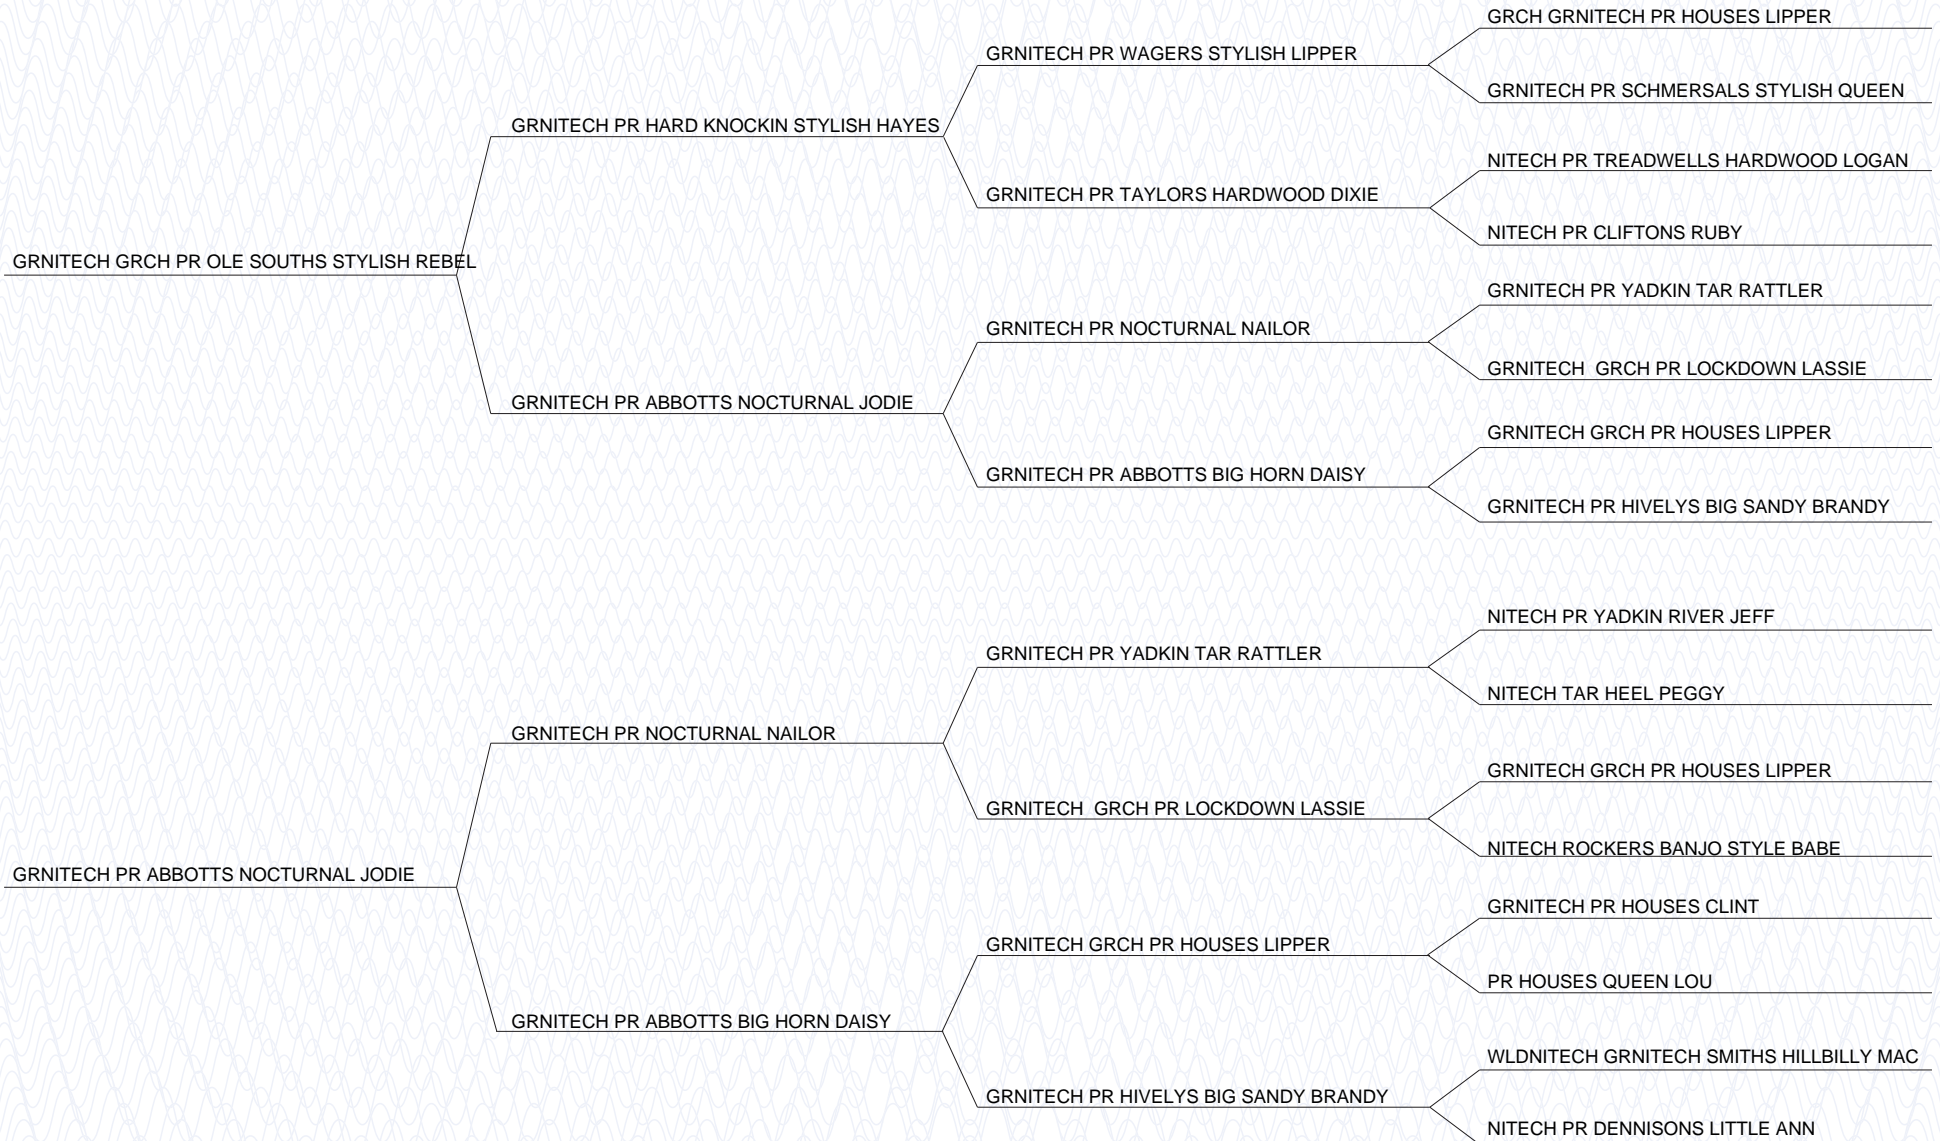 GRCH GRNITECH PR HOUSES LIPPER
GRNITECH PR WAGERS STYLISH LIPPER
GRNITECH PR SCHMERSALS STYLISH QUEEN
GRNITECH PR HARD KNOCKIN STYLISH HAYES
NITECH PR TREADWELLS HARDWOOD LOGAN
GRNITECH PR TAYLORS HARDWOOD DIXIE
NITECH PR CLIFTONS RUBY
GRNITECH GRCH PR OLE SOUTHS STYLISH REBEL
GRNITECH PR YADKIN TAR RATTLER
GRNITECH PR NOCTURNAL NAILOR
GRNITECH  GRCH PR LOCKDOWN LASSIE
GRNITECH PR ABBOTTS NOCTURNAL JODIE
GRNITECH GRCH PR HOUSES LIPPER
GRNITECH PR ABBOTTS BIG HORN DAISY
GRNITECH PR HIVELYS BIG SANDY BRANDY
NITECH PR YADKIN RIVER JEFF
GRNITECH PR YADKIN TAR RATTLER
NITECH TAR HEEL PEGGY
GRNITECH PR NOCTURNAL NAILOR
GRNITECH GRCH PR HOUSES LIPPER
GRNITECH  GRCH PR LOCKDOWN LASSIE
NITECH ROCKERS BANJO STYLE BABE
GRNITECH PR ABBOTTS NOCTURNAL JODIE
GRNITECH PR HOUSES CLINT
GRNITECH GRCH PR HOUSES LIPPER
PR HOUSES QUEEN LOU
GRNITECH PR ABBOTTS BIG HORN DAISY
WLDNITECH GRNITECH SMITHS HILLBILLY MAC
GRNITECH PR HIVELYS BIG SANDY BRANDY
NITECH PR DENNISONS LITTLE ANN